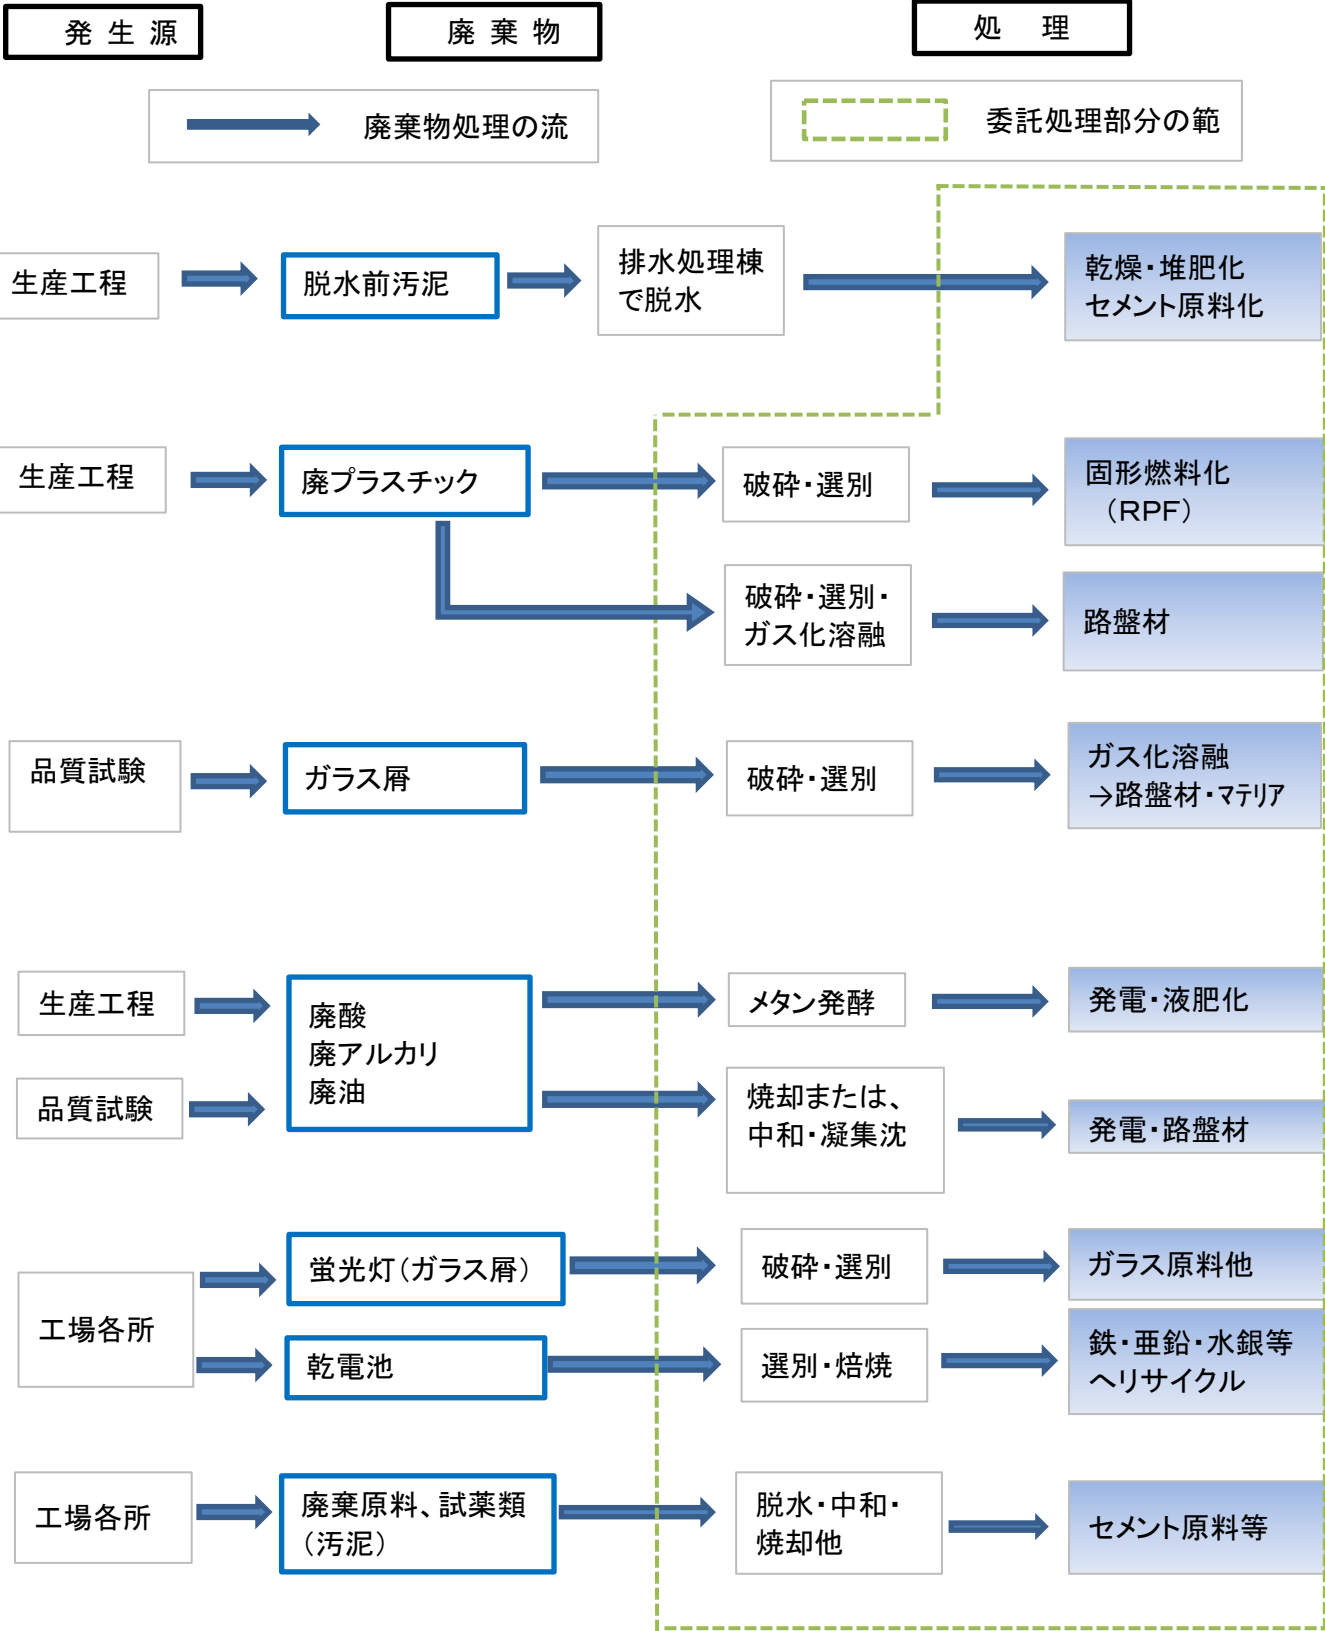 発 生 源
廃 棄 物
処 理
廃棄物処理の流
委託処理部分の範
生産工程
脱水前汚泥
排水処理棟
で脱水
乾燥・堆肥化
セメント原料化
生産工程
廃プラスチック
破砕・選別
固形燃料化
（RPF）
破砕・選別・
ガス化溶融
路盤材
品質試験
ガラス屑
破砕・選別
ガス化溶融
→路盤材・マテリア
生産工程
廃酸
廃アルカリ
廃油
メタン発酵
発電・液肥化
品質試験
焼却または、
中和・凝集沈
発電・路盤材
工場各所
蛍光灯（ガラス屑）
破砕・選別
ガラス原料他
乾電池
選別・焙焼
鉄・亜鉛・水銀等
へリサイクル
工場各所
廃棄原料、試薬類
（汚泥）
脱水・中和・
焼却他
セメント原料等